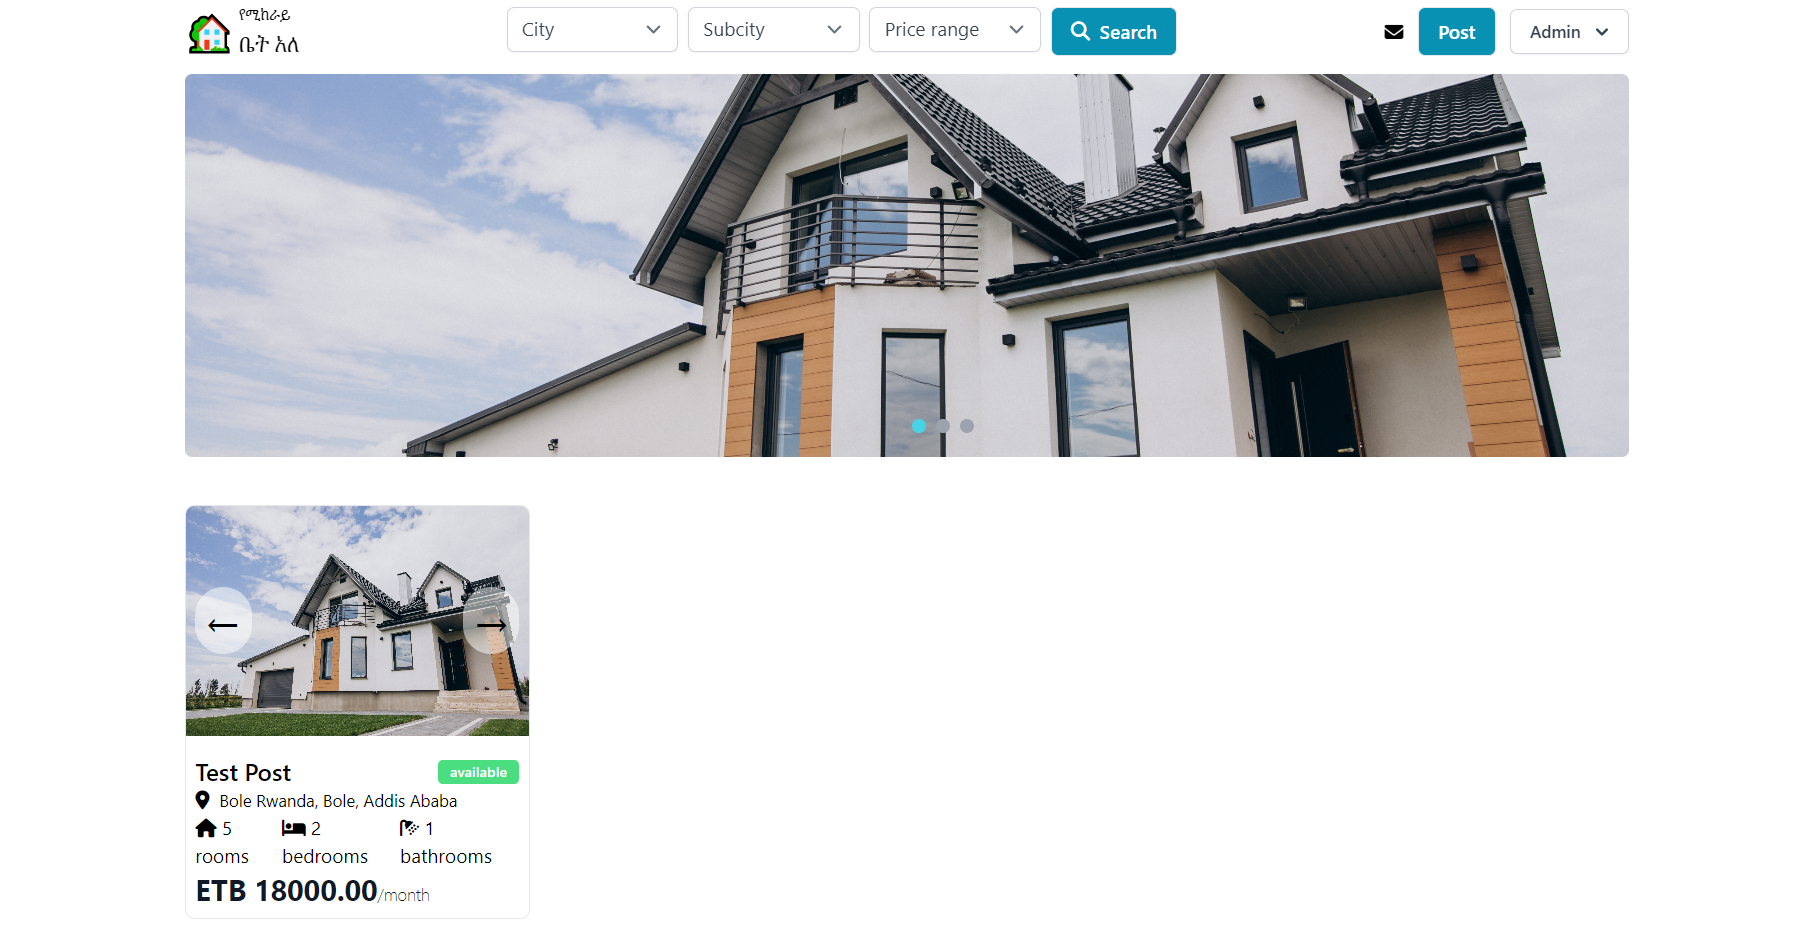 የሚከራይ
ቤት አለ
City
Subcity
Price range
Search
Post
Admin
Test Post
available
Bole Rwanda, Bole, Addis Ababa
5 rooms
2 bedrooms
1 bathrooms
ETB 18000.00/month